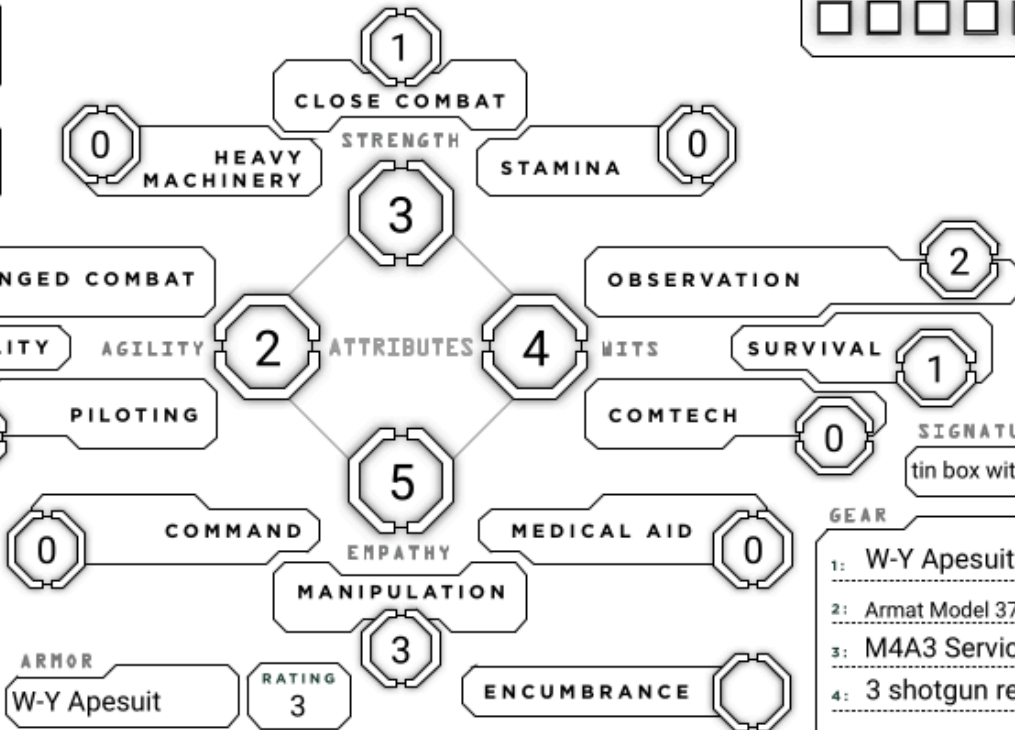 1
CLOSE COMBAT
0
HEAVY
MACHINERY
STRENGTH
STAMINA
0
3
NGED COMBAT
OBSERVATION
2
ITY
AGILITY
2
ATTRIBUTES
4
WITS
SURVIVAL
1
PILOTING
COMTECH
0
SIGNATU
tin box wit
5
COMMAND
0
EMPATHY
MEDICAL AID
0
GEAR
1: W-Y Apesuit
2: Armat Model 37
3: M4A3 Servic
4: 3 shotgun re
MANIPULATION
3
ARMOR
W-Y Apesuit
RATING
3
ENCUMBRANCE